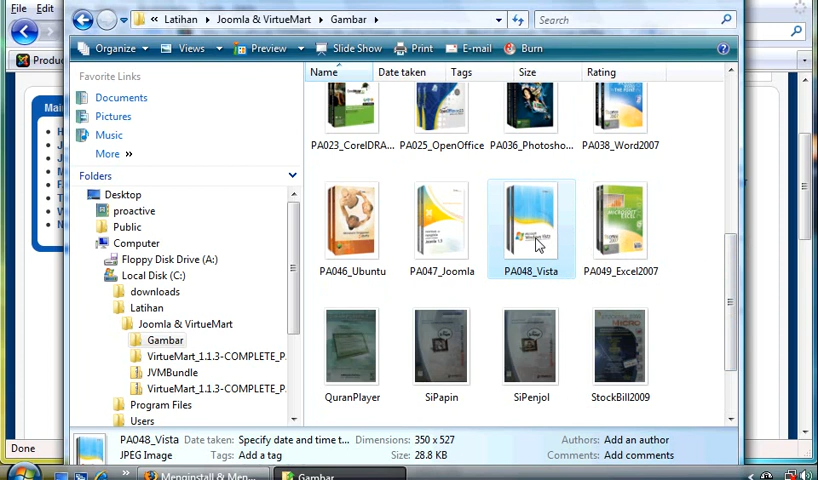 File Edit
« Latihan Joomla & VirtueMart Gambar
Search
Organize Views Preview Slide Show Print E-mail Burn
Produ
Favorite Links
Documents
Pictures
Music
More »
Folders
Desktop
proactive
Public
Computer
Floppy Disk Drive (A:)
Local Disk (C:)
downloads
Latihan
Joomla & VirtueMart
Gambar
VirtueMart_1.1.3-COMPLETE_P
JVMBundle
VirtueMart_1.1.3-COMPLETE_P
Program Files
Users
Name Date taken Tags Size Rating
PA023_CorelDRA... PA025_OpenOffice PA036_Photosho... PA038_Word2007
PA046_Ubuntu PA047_Joomla PA048_Vista PA049_Excel2007
QuranPlayer SiPapin SiPenjol StockBill2009
Mai
PA048_Vista Date taken: Specify date and time t... Dimensions: 350 x 527 Authors: Add an author
JPEG Image Tags: Add a tag Size: 28.8 KB Comments: Add comments
Done
Menginstall & Men... Gambar